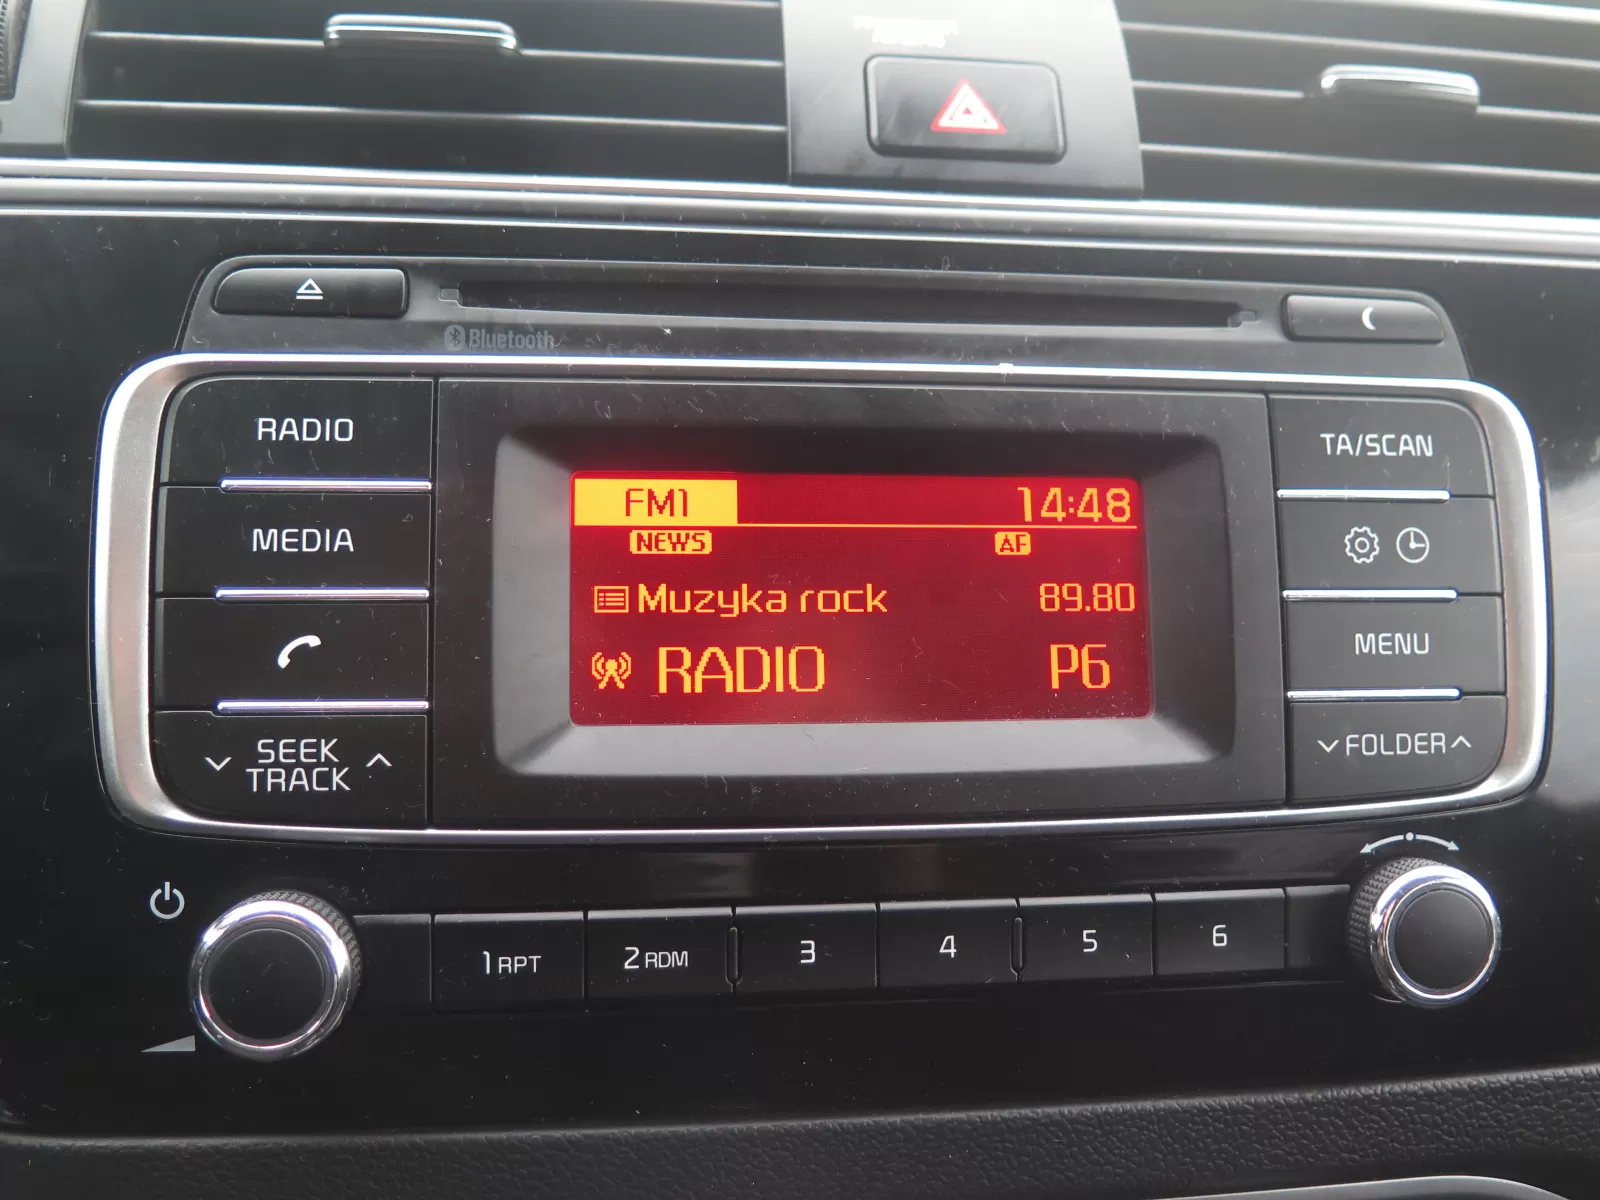 Bluetooth
RADIO
MEDIA
SEEK
TRACK
FM1 14:48
NEWS AF
Muzyka rock 89.80
RADIO P6
TA/SCAN
MENU
FOLDER
1 RPT
2 RDM
3
4
5
6